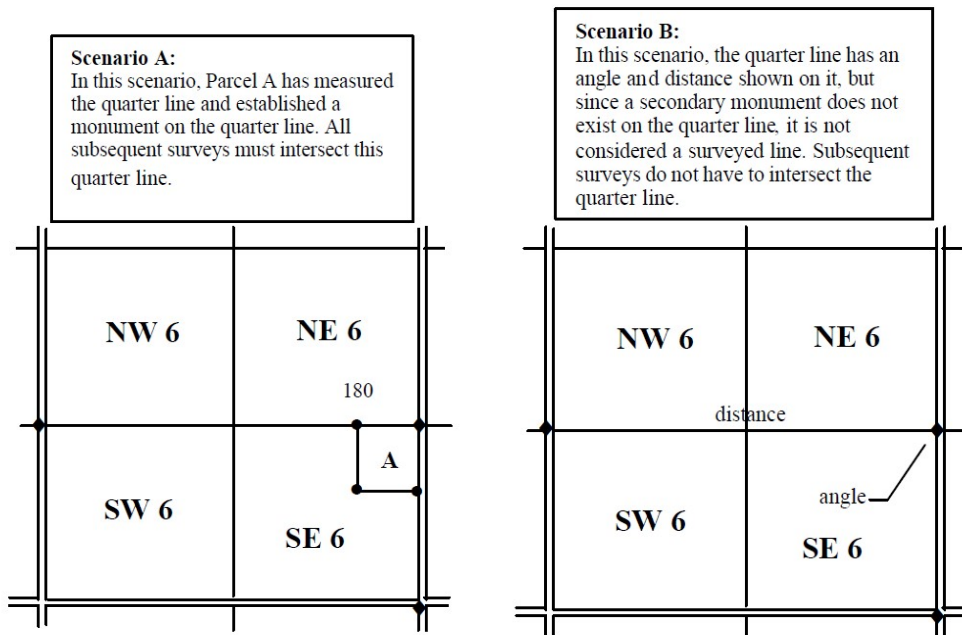 Scenario A:
In this scenario, Parcel A has measured
the quarter line and established a
monument on the quarter line. All
subsequent surveys must intersect this
quarter line.
NW 6
NE 6
180
A
SW 6
SE 6
Scenario B:
In this scenario, the quarter line has an
angle and distance shown on it, but
since a secondary monument does not
exist on the quarter line, it is not
considered a surveyed line. Subsequent
surveys do not have to intersect the
quarter line.
NW 6
NE 6
distance
angle
SW 6
SE 6